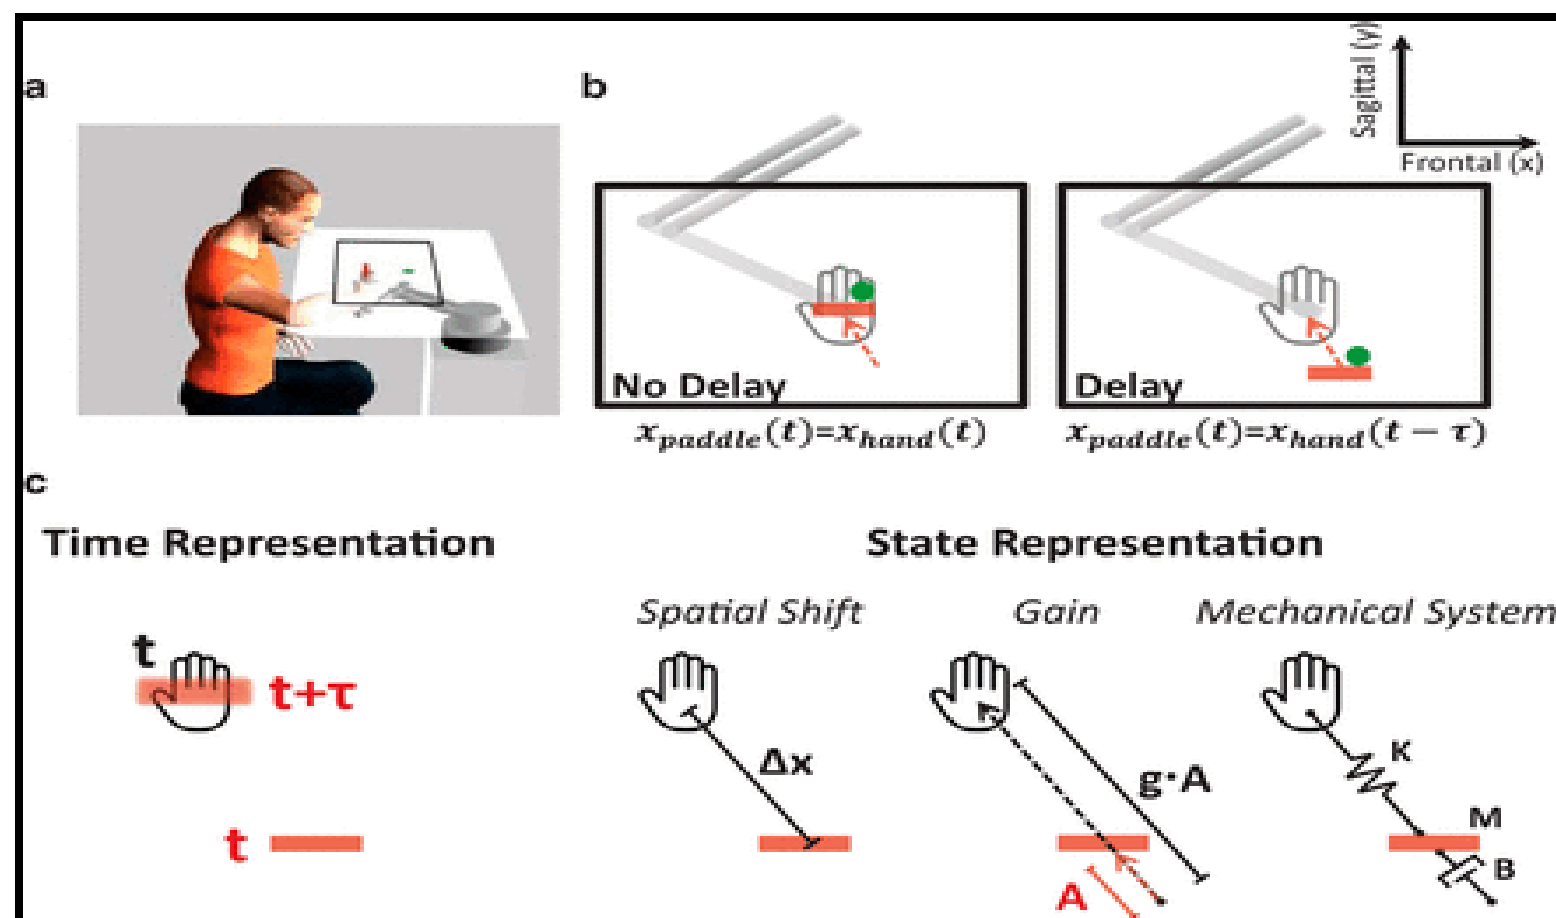 a
b
Sagittal (y)
Frontal (x)
No Delay
Delay
x_paddle(t)=x_hand(t)
x_paddle(t)=x_hand(t − τ)
c
Time Representation
State Representation
Spatial Shift
Gain
Mechanical System
t
t+τ
t
Δx
g·A
A
K
M
B